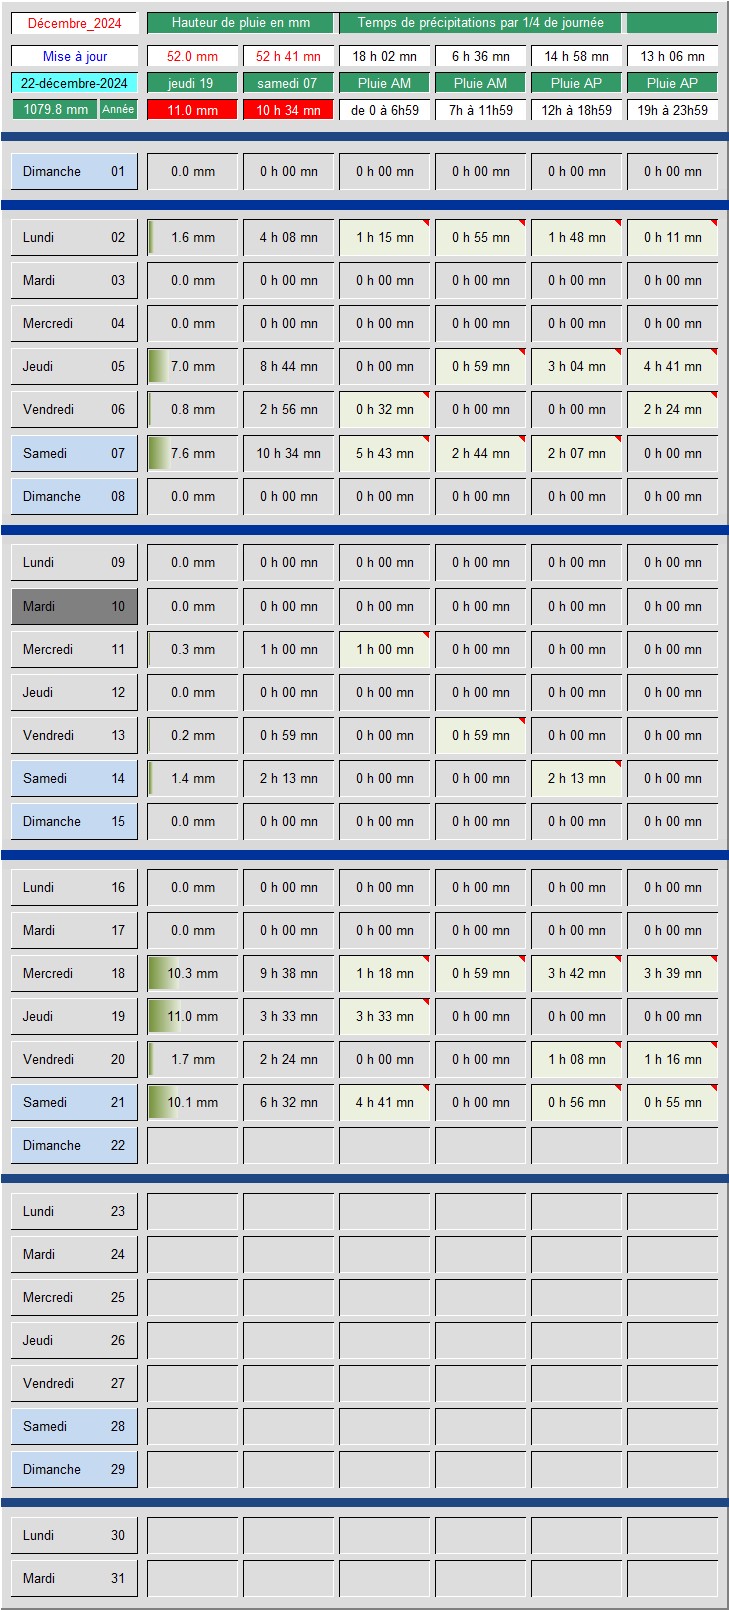 Décembre_2024 Hauteur de pluie en mm Temps de précipitations par 1/4 de journée
Mise à jour 52.0 mm 52 h 41 mn 18 h 02 mn 6 h 36 mn 14 h 58 mn 13 h 06 mn
22-décembre-2024 jeudi 19 samedi 07 Pluie AM Pluie AM Pluie AP Pluie AP
1079.8 mm Année 11.0 mm 10 h 34 mn de 0 à 6h59 7h à 11h59 12h à 18h59 19h à 23h59
Dimanche 01 0.0 mm 0 h 00 mn 0 h 00 mn 0 h 00 mn 0 h 00 mn 0 h 00 mn
Lundi 02 1.6 mm 4 h 08 mn 1 h 15 mn 0 h 55 mn 1 h 48 mn 0 h 11 mn
Mardi 03 0.0 mm 0 h 00 mn 0 h 00 mn 0 h 00 mn 0 h 00 mn 0 h 00 mn
Mercredi 04 0.0 mm 0 h 00 mn 0 h 00 mn 0 h 00 mn 0 h 00 mn 0 h 00 mn
Jeudi 05 7.0 mm 8 h 44 mn 0 h 00 mn 0 h 59 mn 3 h 04 mn 4 h 41 mn
Vendredi 06 0.8 mm 2 h 56 mn 0 h 32 mn 0 h 00 mn 0 h 00 mn 2 h 24 mn
Samedi 07 7.6 mm 10 h 34 mn 5 h 43 mn 2 h 44 mn 2 h 07 mn 0 h 00 mn
Dimanche 08 0.0 mm 0 h 00 mn 0 h 00 mn 0 h 00 mn 0 h 00 mn 0 h 00 mn
Lundi 09 0.0 mm 0 h 00 mn 0 h 00 mn 0 h 00 mn 0 h 00 mn 0 h 00 mn
Mardi 10 0.0 mm 0 h 00 mn 0 h 00 mn 0 h 00 mn 0 h 00 mn 0 h 00 mn
Mercredi 11 0.3 mm 1 h 00 mn 1 h 00 mn 0 h 00 mn 0 h 00 mn 0 h 00 mn
Jeudi 12 0.0 mm 0 h 00 mn 0 h 00 mn 0 h 00 mn 0 h 00 mn 0 h 00 mn
Vendredi 13 0.2 mm 0 h 59 mn 0 h 00 mn 0 h 59 mn 0 h 00 mn 0 h 00 mn
Samedi 14 1.4 mm 2 h 13 mn 0 h 00 mn 0 h 00 mn 2 h 13 mn 0 h 00 mn
Dimanche 15 0.0 mm 0 h 00 mn 0 h 00 mn 0 h 00 mn 0 h 00 mn 0 h 00 mn
Lundi 16 0.0 mm 0 h 00 mn 0 h 00 mn 0 h 00 mn 0 h 00 mn 0 h 00 mn
Mardi 17 0.0 mm 0 h 00 mn 0 h 00 mn 0 h 00 mn 0 h 00 mn 0 h 00 mn
Mercredi 18 10.3 mm 9 h 38 mn 1 h 18 mn 0 h 59 mn 3 h 42 mn 3 h 39 mn
Jeudi 19 11.0 mm 3 h 33 mn 3 h 33 mn 0 h 00 mn 0 h 00 mn 0 h 00 mn
Vendredi 20 1.7 mm 2 h 24 mn 0 h 00 mn 0 h 00 mn 1 h 08 mn 1 h 16 mn
Samedi 21 10.1 mm 6 h 32 mn 4 h 41 mn 0 h 00 mn 0 h 56 mn 0 h 55 mn
Dimanche 22
Lundi 23
Mardi 24
Mercredi 25
Jeudi 26
Vendredi 27
Samedi 28
Dimanche 29
Lundi 30
Mardi 31